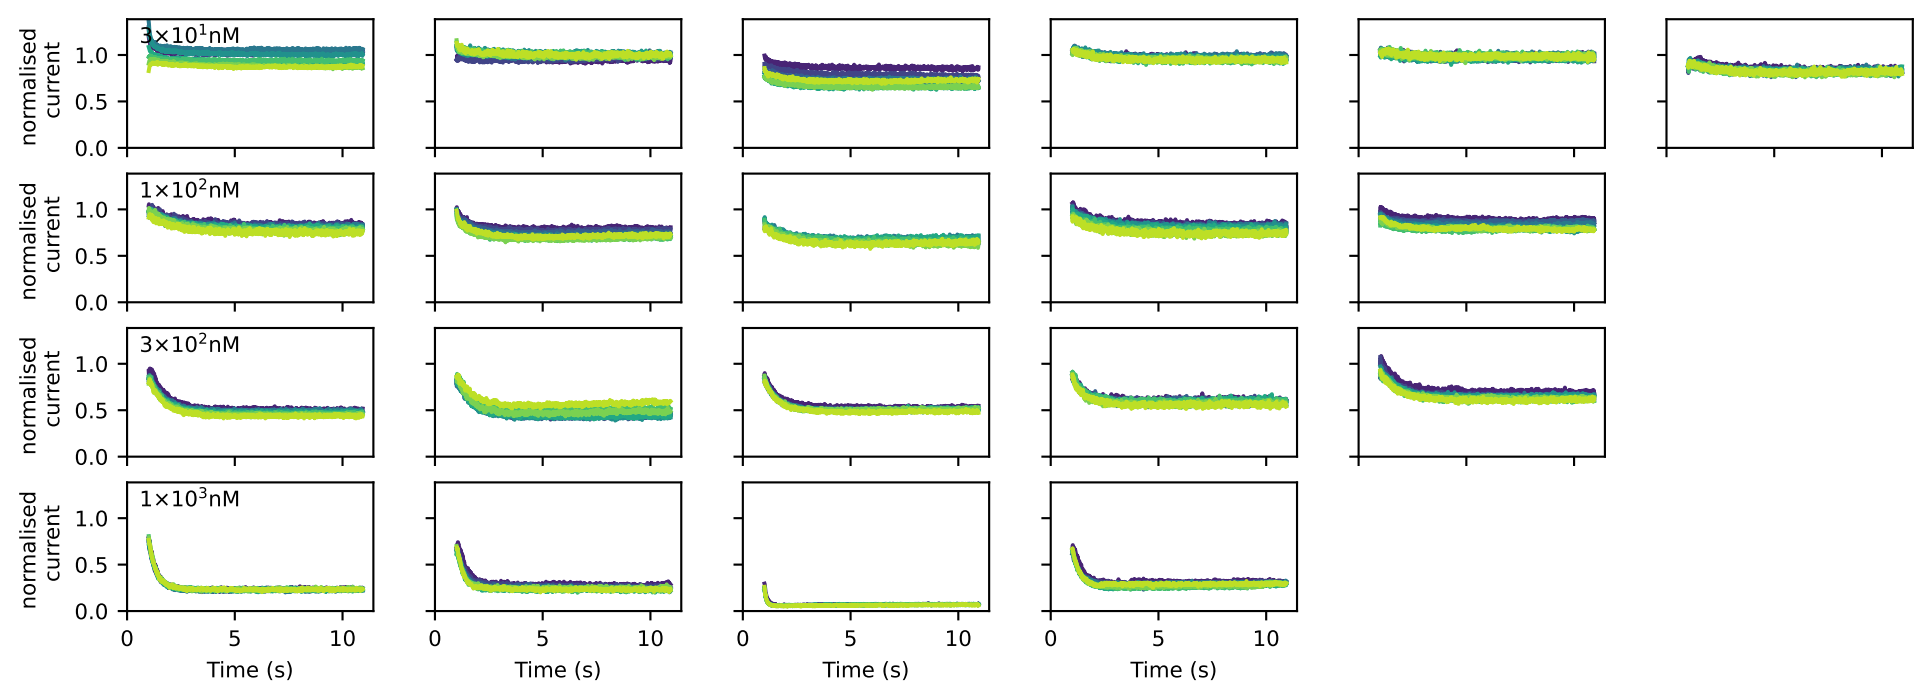 normalised
current
1.0
0.5
0.0
3×10¹nM
normalised
current
1.0
0.5
0.0
1×10²nM
normalised
current
1.0
0.5
0.0
3×10²nM
normalised
current
1.0
0.5
0.0
1×10³nM
0 5 10 0 5 10 0 5 10 0 5 10
Time (s) Time (s) Time (s) Time (s)